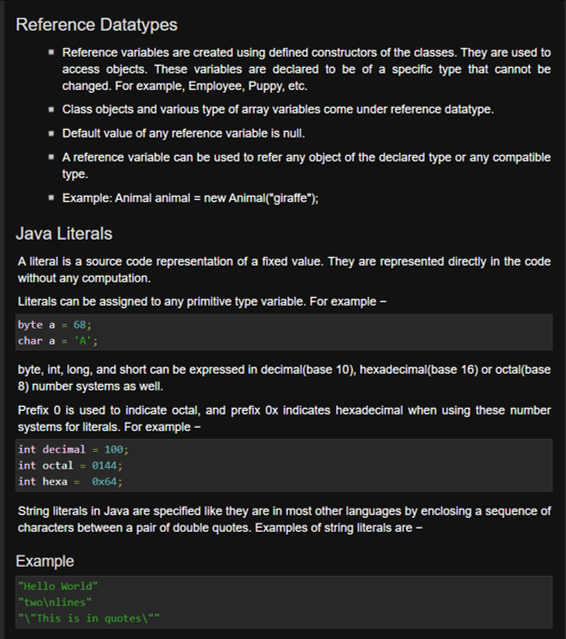 Reference Datatypes
Reference variables are created using defined constructors of the classes. They are used to
access objects. These variables are declared to be of a specific type that cannot be
changed. For example, Employee, Puppy, etc.
Class objects and various type of array variables come under reference datatype.
Default value of any reference variable is null.
A reference variable can be used to refer any object of the declared type or any compatible
type.
Example: Animal animal = new Animal("giraffe");
Java Literals
A literal is a source code representation of a fixed value. They are represented directly in the code
without any computation.
Literals can be assigned to any primitive type variable. For example −
byte a = 68;
char a = 'A';
byte, int, long, and short can be expressed in decimal(base 10), hexadecimal(base 16) or octal(base
8) number systems as well.
Prefix 0 is used to indicate octal, and prefix 0x indicates hexadecimal when using these number
systems for literals. For example −
int decimal = 100;
int octal = 0144;
int hexa =  0x64;
String literals in Java are specified like they are in most other languages by enclosing a sequence of
characters between a pair of double quotes. Examples of string literals are −
Example
"Hello World"
"two\nlines"
"\"This is in quotes\""